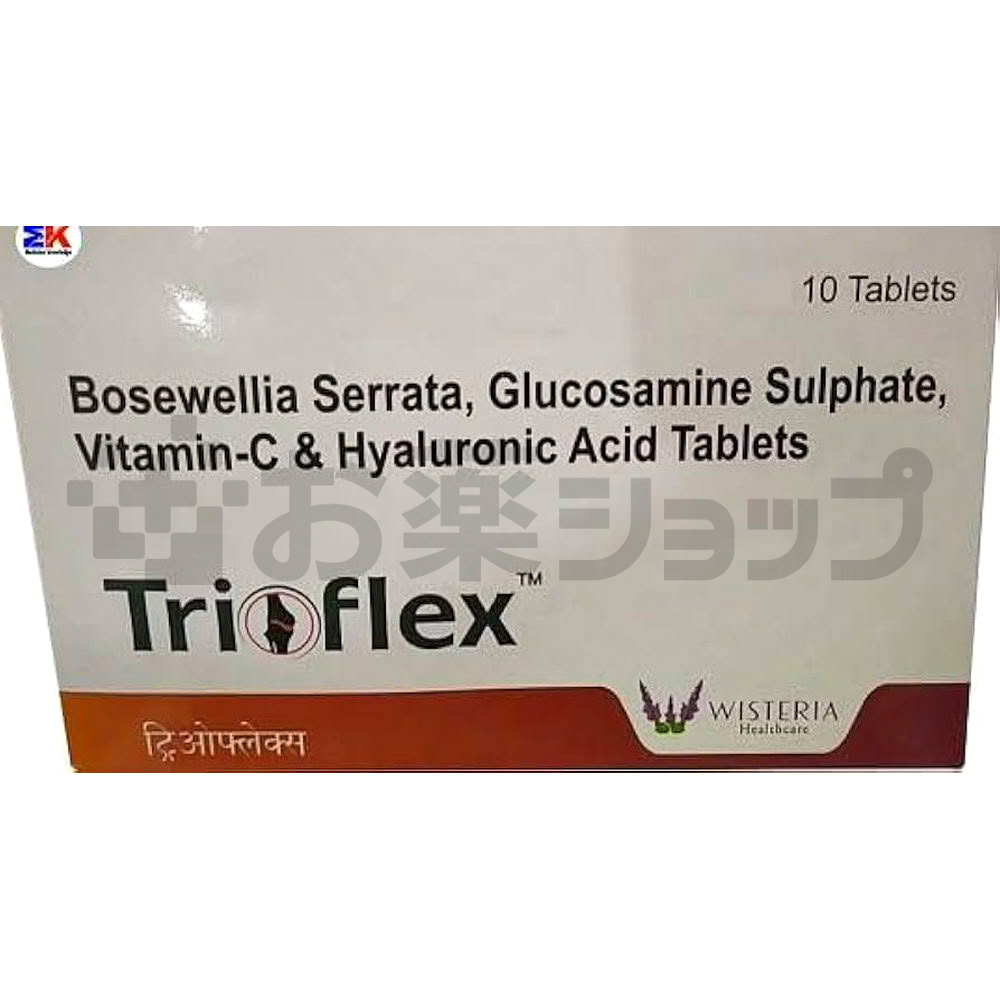 MK
10 Tablets
Bosewellia Serrata, Glucosamine Sulphate,
Vitamin-C & Hyaluronic Acid Tablets
お楽ショップ
Trioflex™
ट्रिओफ्लेक्स
WISTERIA
Healthcare